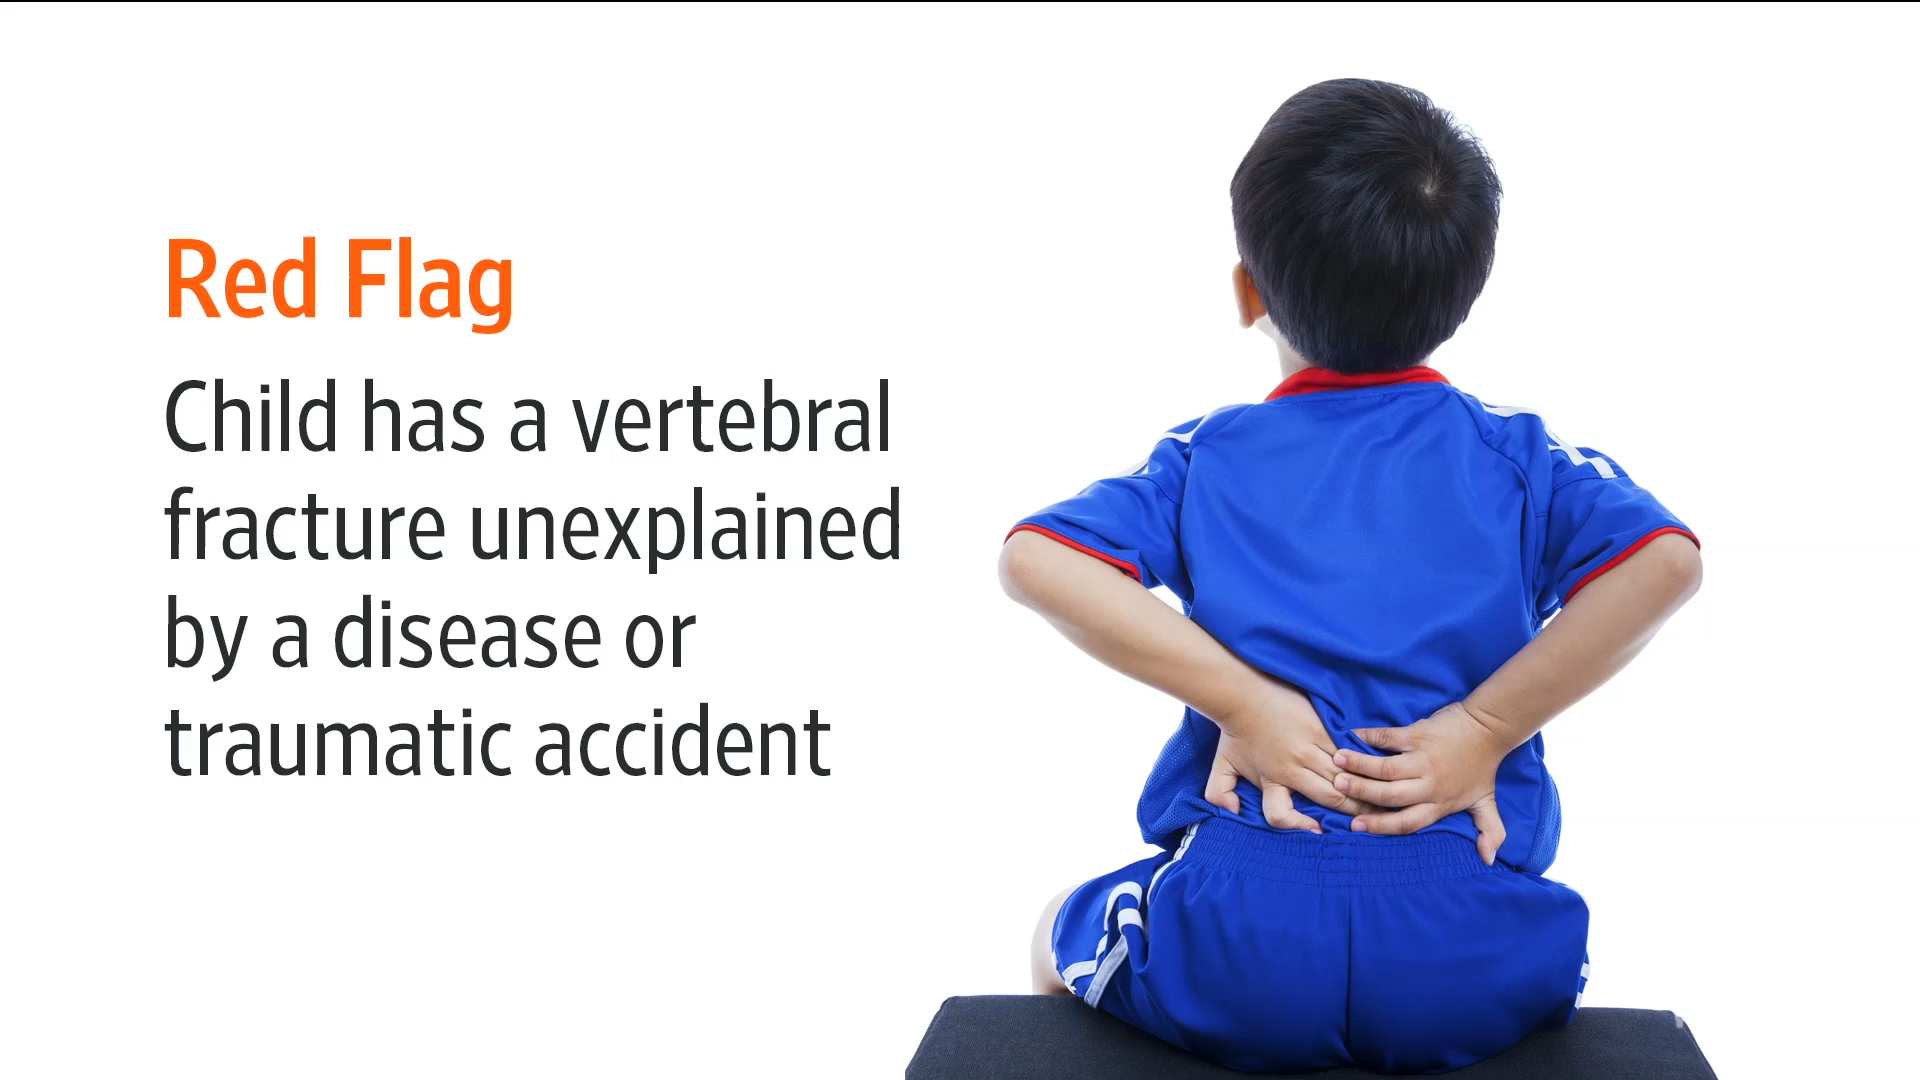 Red Flag
Child has a vertebral
fracture unexplained
by a disease or
traumatic accident